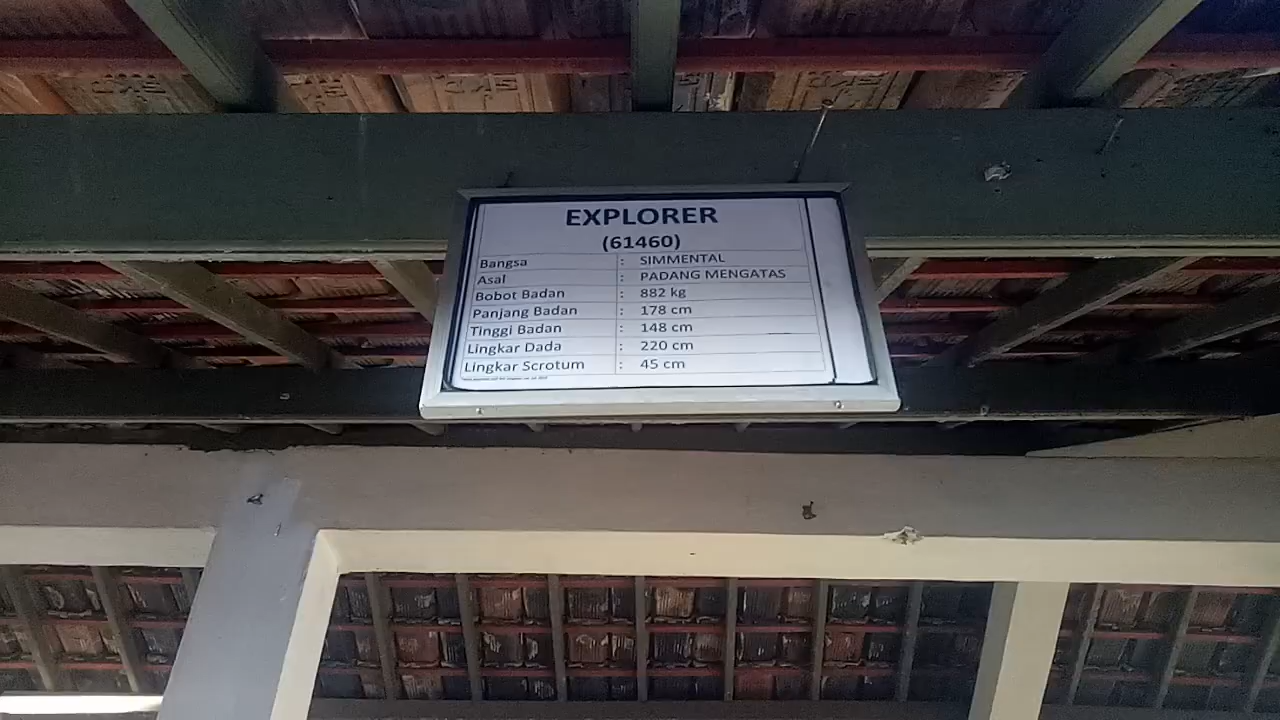 EXPLORER
(61460)
Bangsa : SIMMENTAL
Asal : PADANG MENGATAS
Bobot Badan : 882 kg
Panjang Badan : 178 cm
Tinggi Badan : 148 cm
Lingkar Dada : 220 cm
Lingkar Scrotum : 45 cm